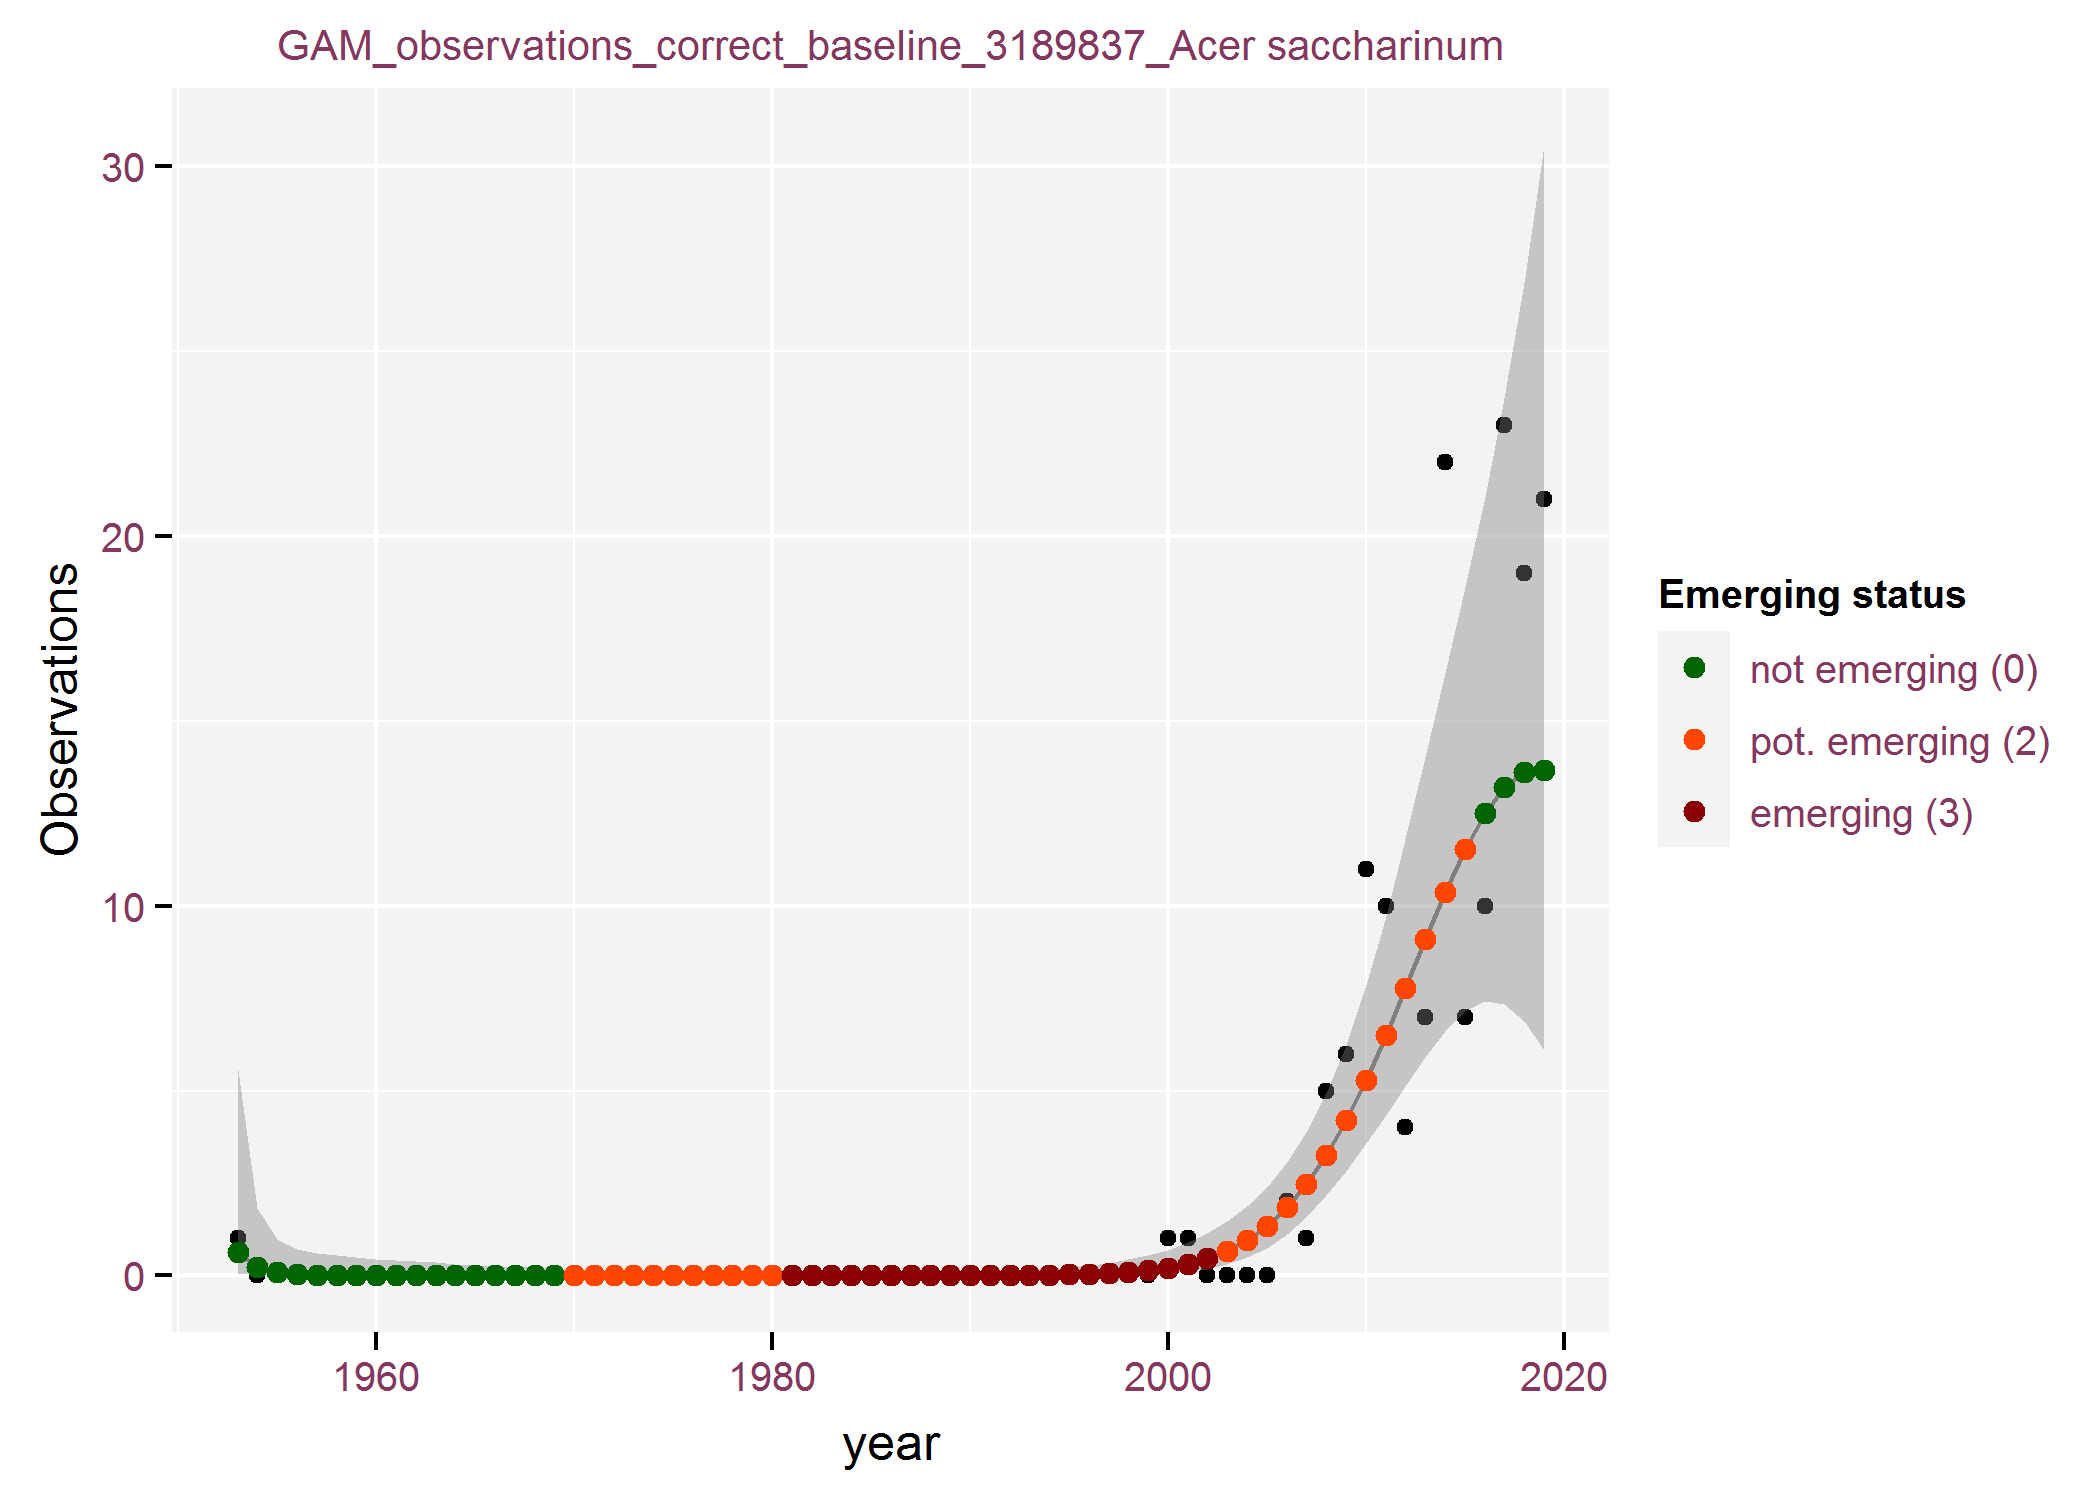 GAM_observations_correct_baseline_3189837_Acer saccharinum
30
20
10
0
Observations
1960 1980 2000 2020
year
Emerging status
not emerging (0)
pot. emerging (2)
emerging (3)